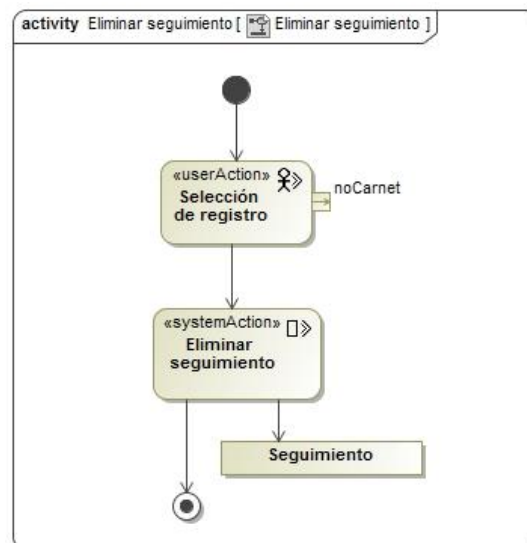 activity Eliminar seguimiento [ Eliminar seguimiento ]
«userAction»
Selección
de registro
noCarnet
«systemAction»
Eliminar
seguimiento
Seguimiento